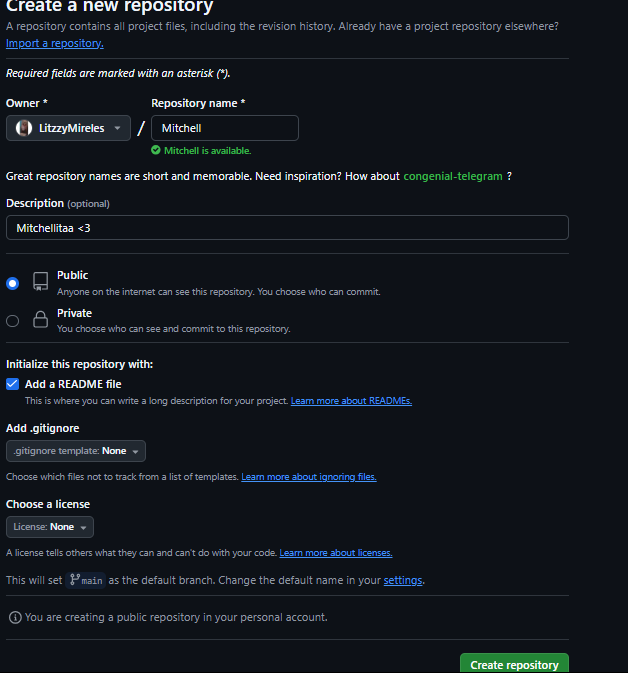 Create a new repository
A repository contains all project files, including the revision history. Already have a project repository elsewhere?
Import a repository.
Required fields are marked with an asterisk (*).
Owner *
Repository name *
LitzzyMireles
/
Mitchell
Mitchell is available.
Great repository names are short and memorable. Need inspiration? How about congenial-telegram ?
Description (optional)
Mitchellitaa <3
Public
Anyone on the internet can see this repository. You choose who can commit.
Private
You choose who can see and commit to this repository.
Initialize this repository with:
Add a README file
This is where you can write a long description for your project. Learn more about READMEs.
Add .gitignore
.gitignore template: None
Choose which files not to track from a list of templates. Learn more about ignoring files.
Choose a license
License: None
A license tells others what they can and can't do with your code. Learn more about licenses.
This will set main as the default branch. Change the default name in your settings.
You are creating a public repository in your personal account.
Create repository